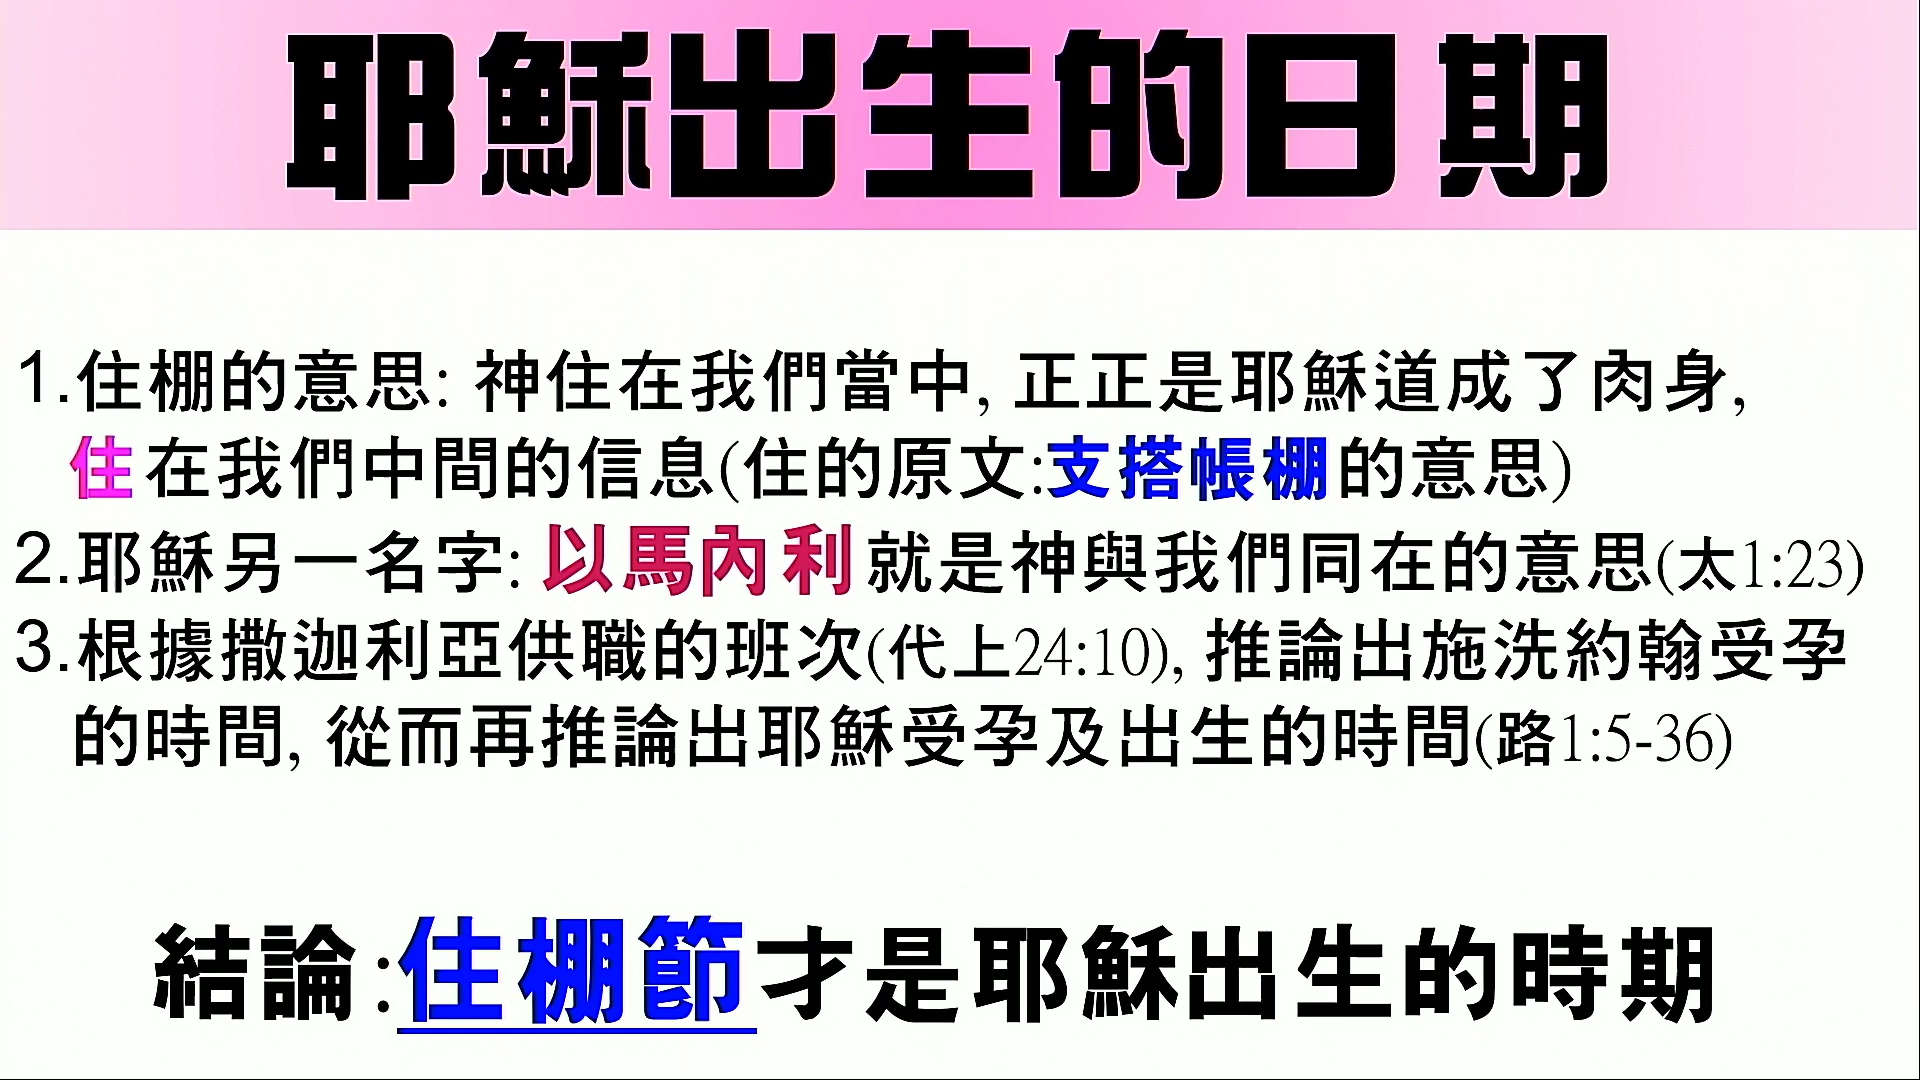 耶穌出生的日期
1.住棚的意思: 神住在我們當中, 正正是耶穌道成了肉身,
住在我們中間的信息(住的原文:支搭帳棚的意思)
2.耶穌另一名字: 以馬內利就是神與我們同在的意思(太1:23)
3.根據撒迦利亞供職的班次(代上24:10), 推論出施洗約翰受孕
的時間, 從而再推論出耶穌受孕及出生的時間(路1:5-36)
結論:住棚節才是耶穌出生的時期